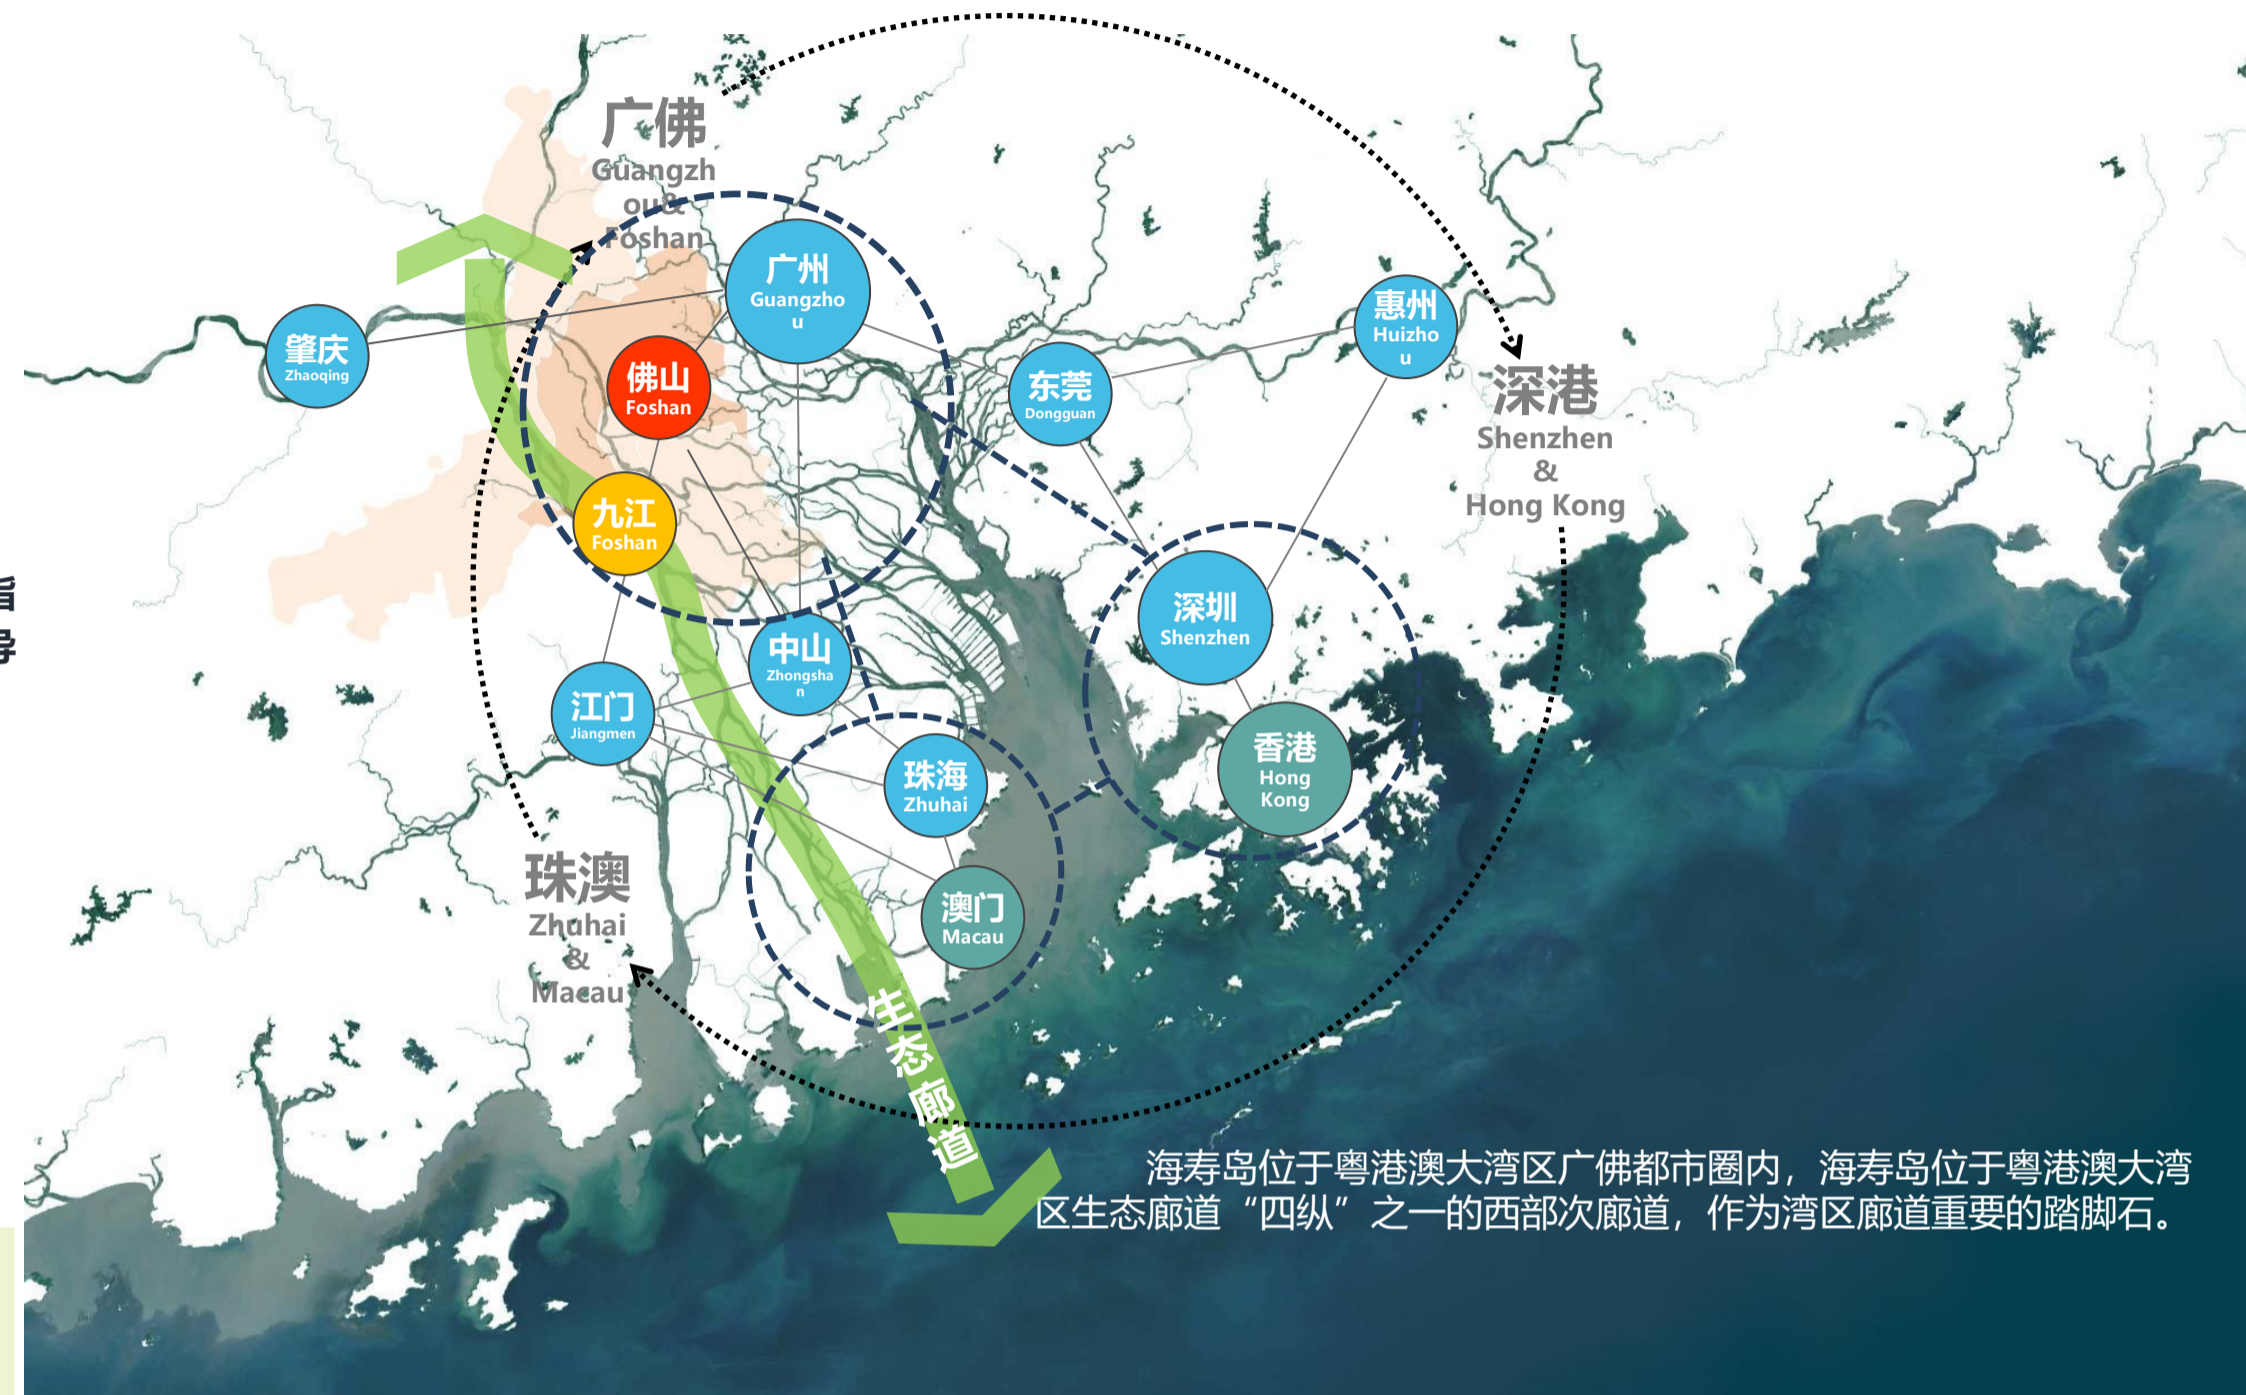 广佛
Guangzh
ou&
Foshan
广州
Guangzho
u
惠州
Huizho
u
肇庆
Zhaoqing
佛山
Foshan
东莞
Dongguan
深港
Shenzhen
&
Hong Kong
九江
Foshan
深圳
Shenzhen
中山
Zhongsha
n
江门
Jiangmen
珠海
Zhuhai
香港
Hong
Kong
珠澳
Zhuhai
&
Macau
澳门
Macau
生态廊道
海寿岛位于粤港澳大湾区广佛都市圈内，海寿岛位于粤港澳大湾
区生态廊道“四纵”之一的西部次廊道，作为湾区廊道重要的踏脚石。